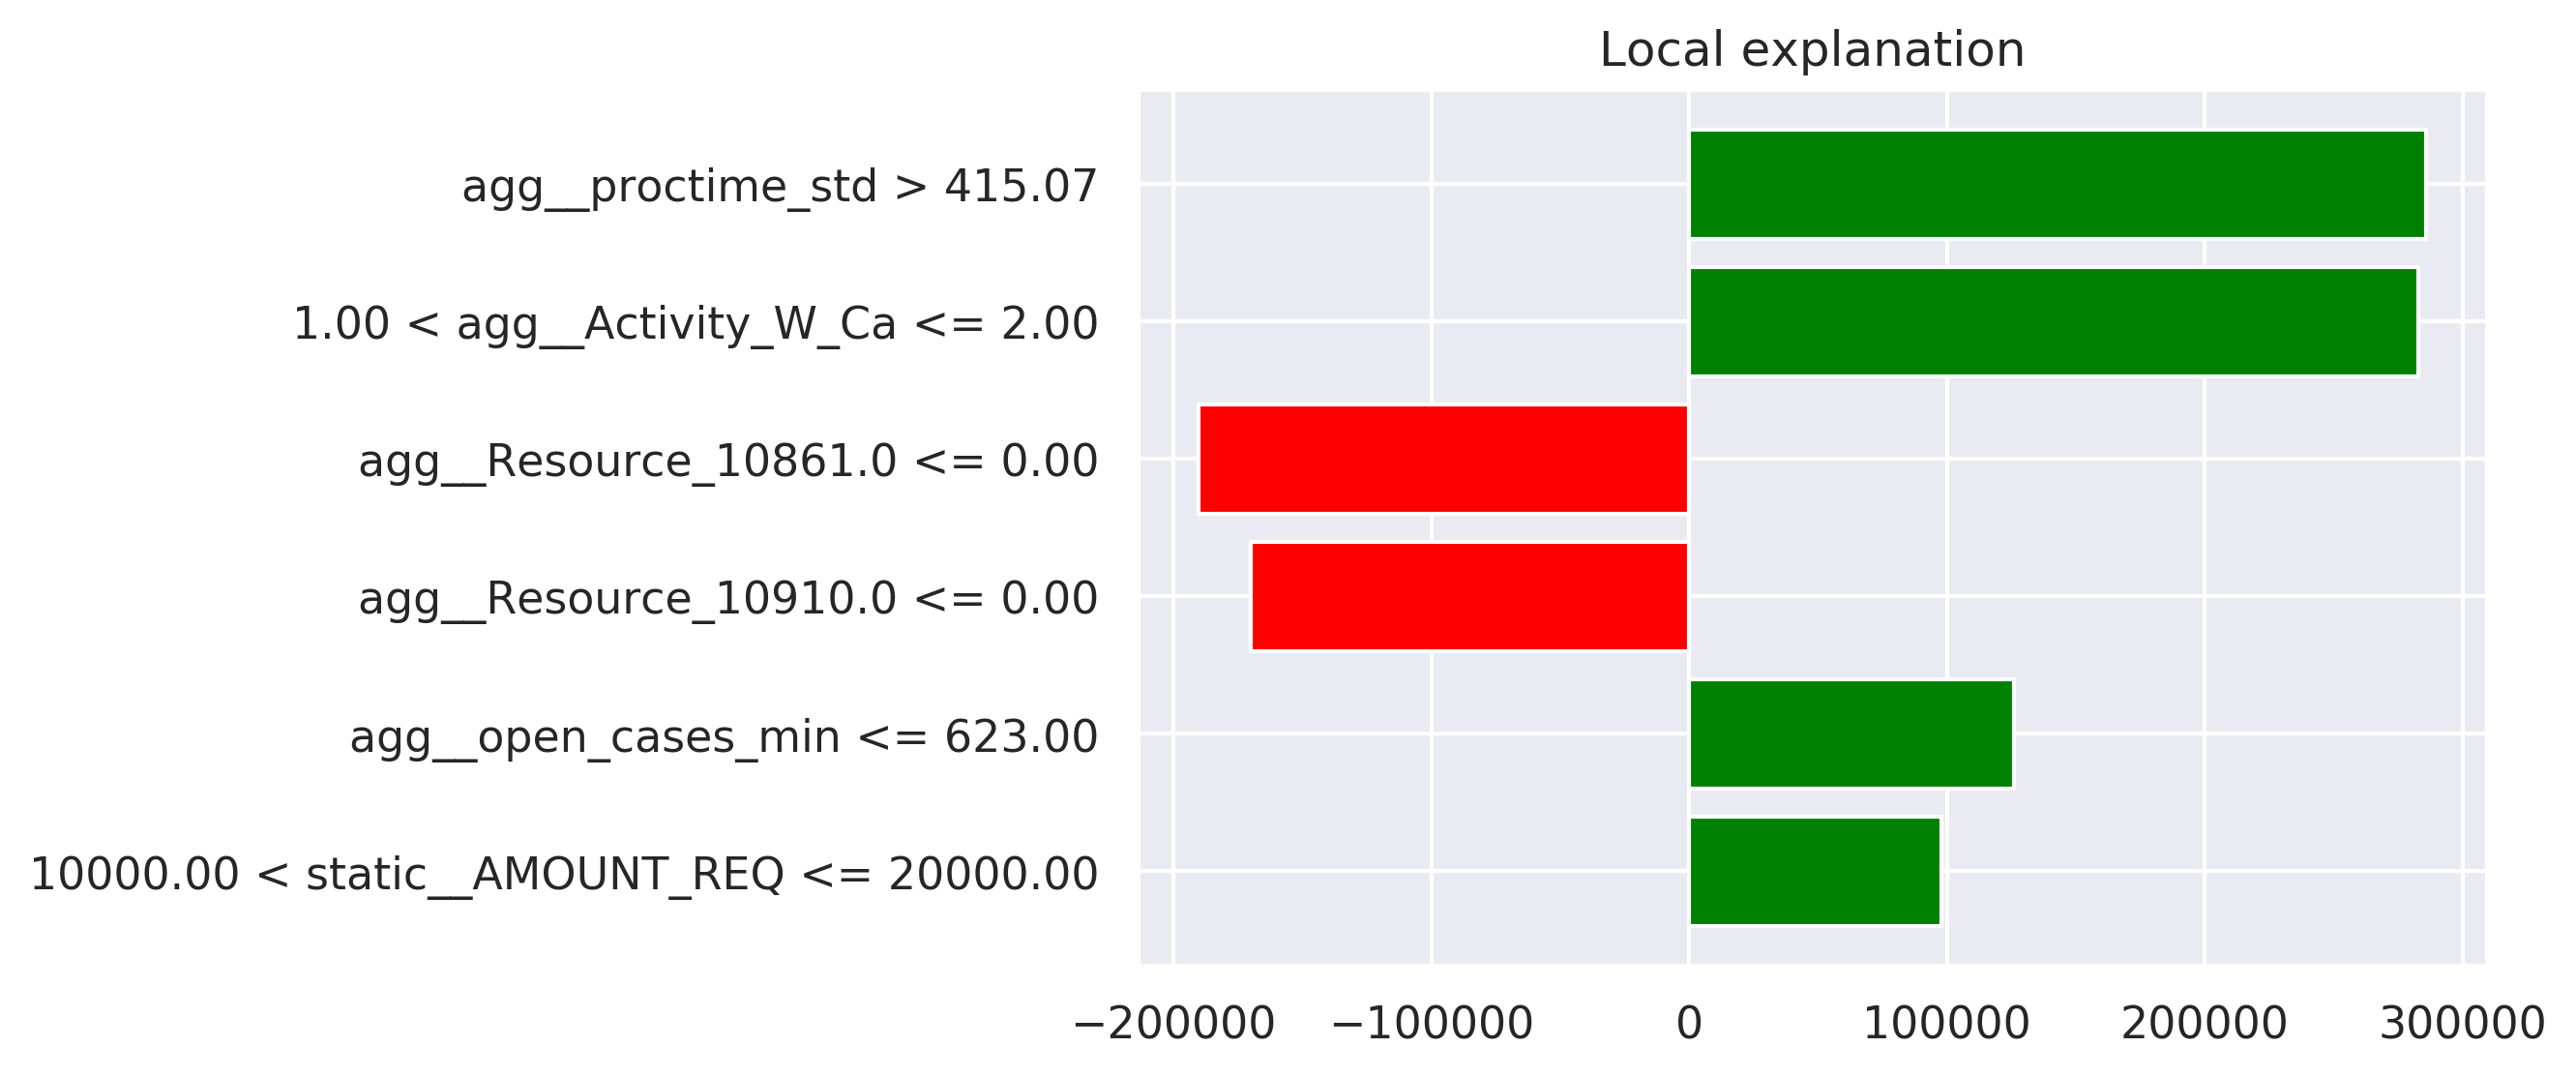 Local explanation
agg__proctime_std > 415.07
1.00 < agg__Activity_W_Ca <= 2.00
agg__Resource_10861.0 <= 0.00
agg__Resource_10910.0 <= 0.00
agg__open_cases_min <= 623.00
10000.00 < static__AMOUNT_REQ <= 20000.00
−200000 −100000 0 100000 200000 300000